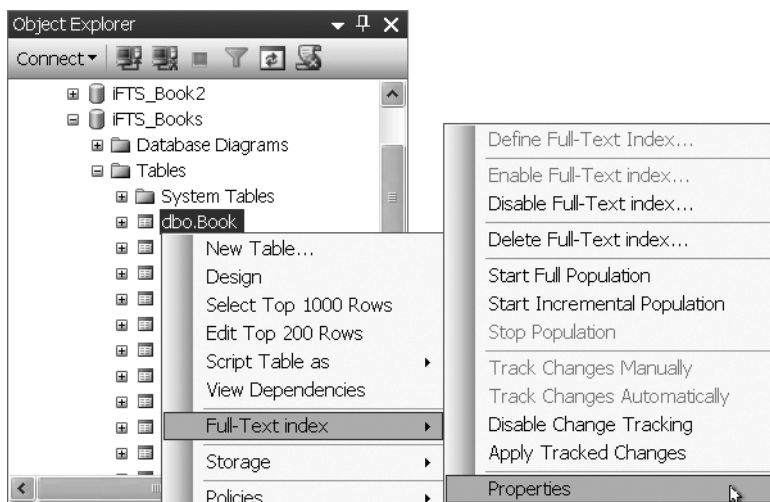 Object Explorer
Connect
iFTS_Book2
iFTS_Books
Database Diagrams
Tables
System Tables
dbo.Book
New Table...
Design
Select Top 1000 Rows
Edit Top 200 Rows
Script Table as
View Dependencies
Full-Text index
Storage
Policies
Define Full-Text Index...
Enable Full-Text index...
Disable Full-Text index...
Delete Full-Text index...
Start Full Population
Start Incremental Population
Stop Population
Track Changes Manually
Track Changes Automatically
Disable Change Tracking
Apply Tracked Changes
Properties